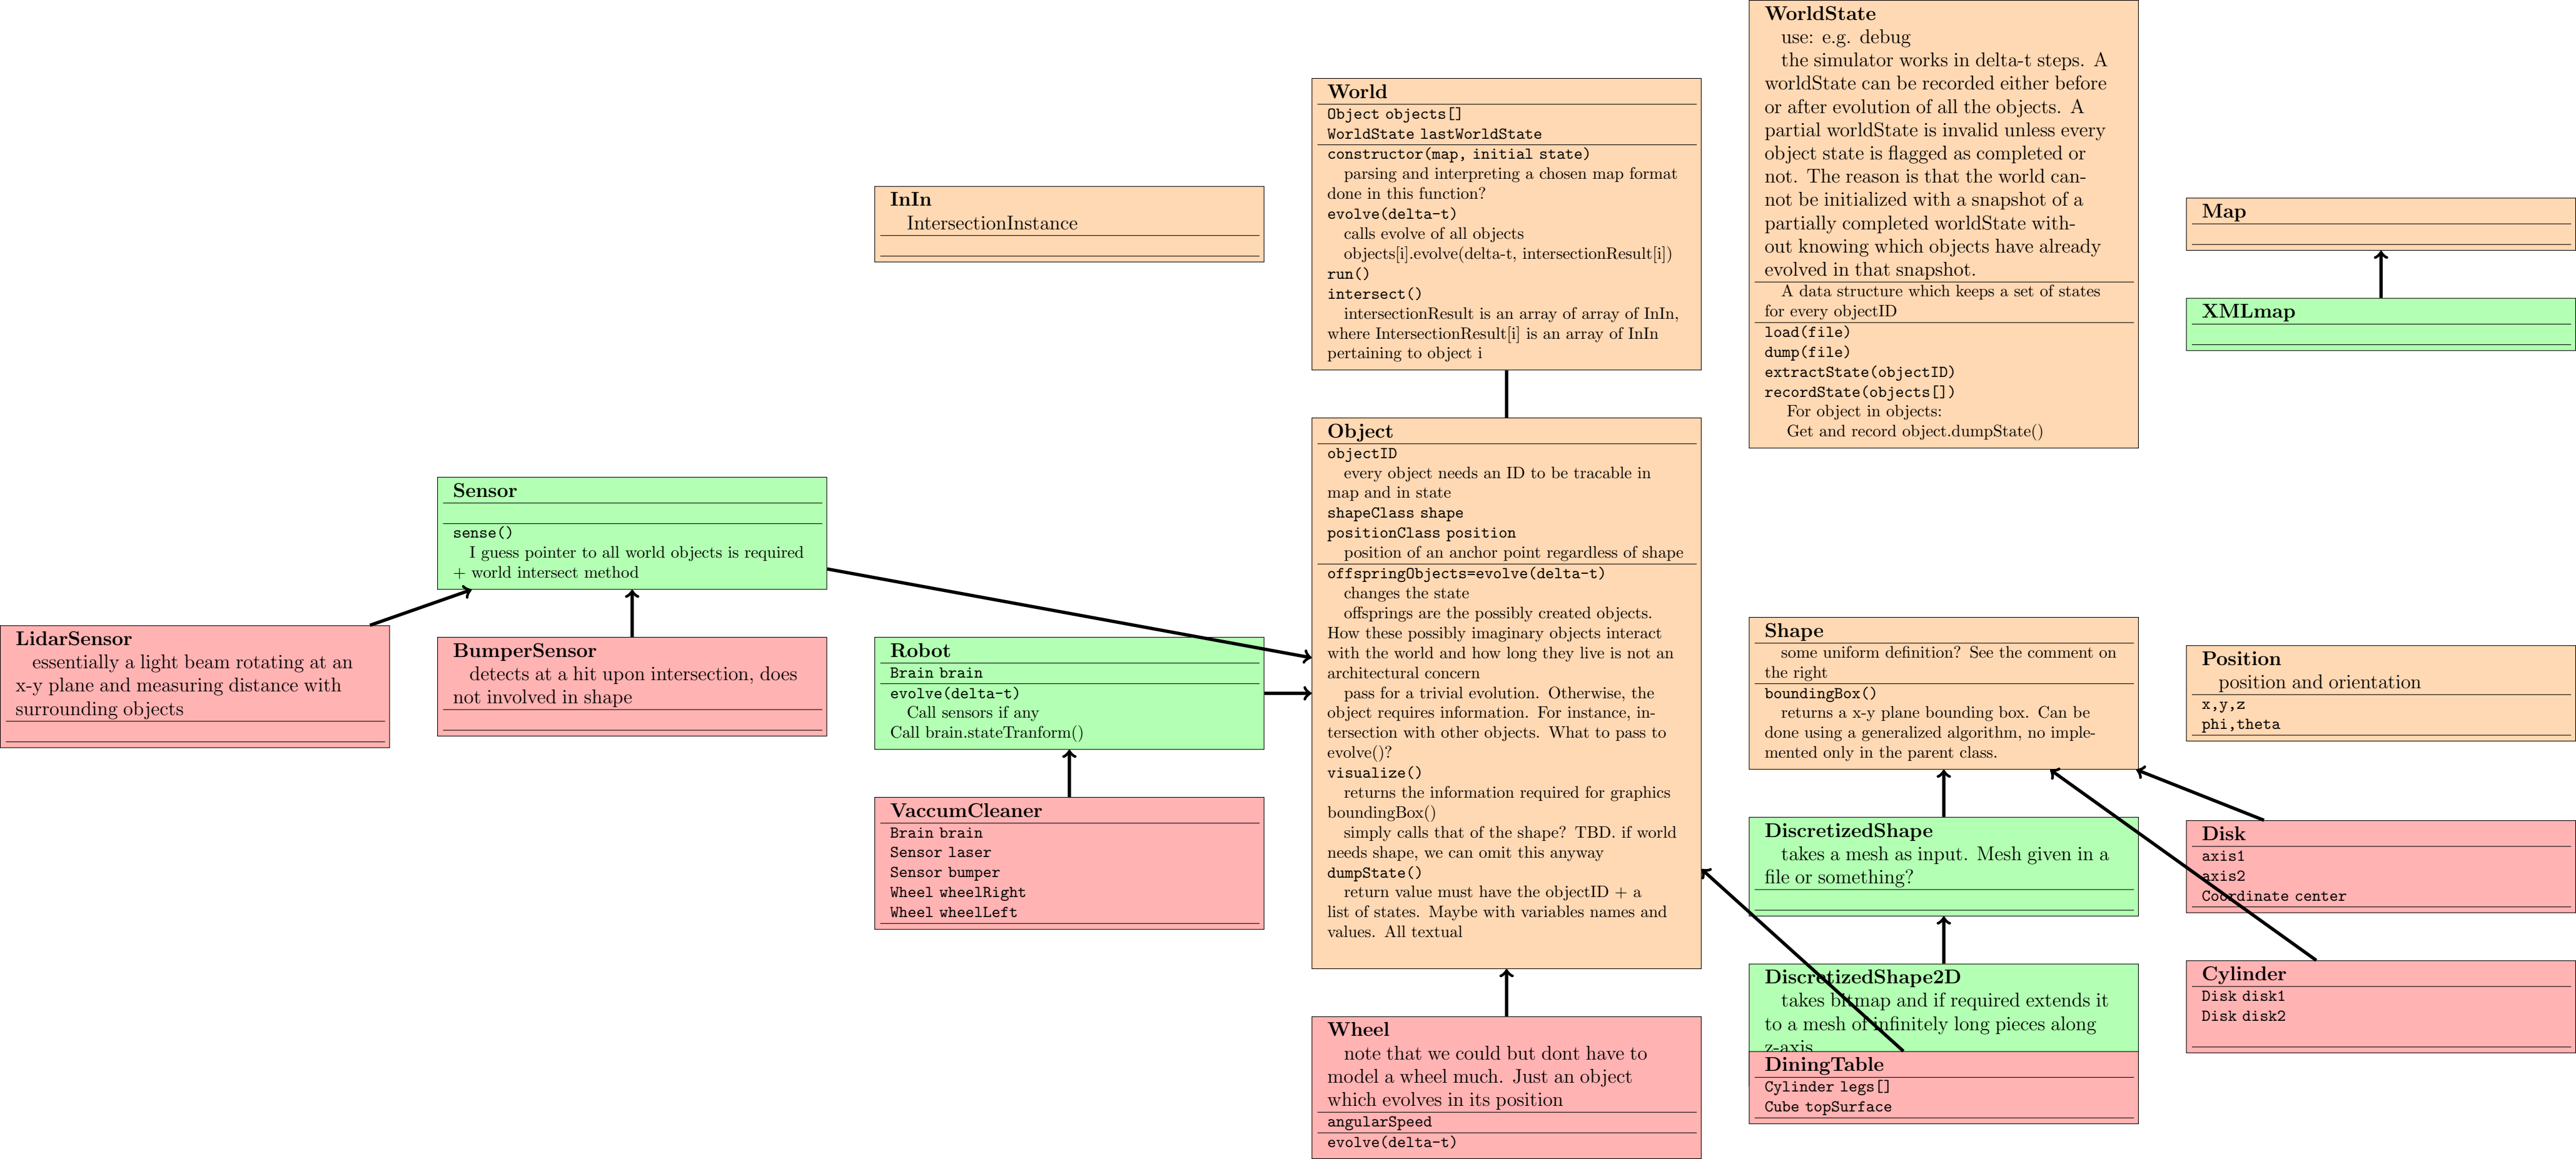 WorldState
use: e.g. debug
the simulator works in delta-t steps. A
worldState can be recorded either before
or after evolution of all the objects. A
partial worldState is invalid unless every
object state is flagged as completed or
not. The reason is that the world can-
not be initialized with a snapshot of a
partially completed worldState with-
out knowing which objects have already
evolved in that snapshot.
A data structure which keeps a set of states
for every objectID
load(file)
dump(file)
extractState(objectID)
recordState(objects[])
For object in objects:
Get and record object.dumpState()
World
Object objects[]
WorldState lastWorldState
constructor(map, initial state)
parsing and interpreting a chosen map format
done in this function?
evolve(delta-t)
calls evolve of all objects
objects[i].evolve(delta-t, intersectionResult[i])
run()
intersect()
intersectionResult is an array of array of InIn,
where IntersectionResult[i] is an array of InIn
pertaining to object i
InIn
IntersectionInstance
Map
XMLmap
Object
objectID
every object needs an ID to be tracable in
map and in state
shapeClass shape
positionClass position
position of an anchor point regardless of shape
offspringObjects=evolve(delta-t)
changes the state
offsprings are the possibly created objects.
How these possibly imaginary objects interact
with the world and how long they live is not an
architectural concern
pass for a trivial evolution. Otherwise, the
object requires information. For instance, in-
tersection with other objects. What to pass to
evolve()?
visualize()
returns the information required for graphics
boundingBox()
simply calls that of the shape? TBD. if world
needs shape, we can omit this anyway
dumpState()
return value must have the objectID + a
list of states. Maybe with variables names and
values. All textual
Sensor
sense()
I guess pointer to all world objects is required
+ world intersect method
LidarSensor
essentially a light beam rotating at an
x-y plane and measuring distance with
surrounding objects
BumperSensor
detects at a hit upon intersection, does
not involved in shape
Robot
Brain brain
evolve(delta-t)
Call sensors if any
Call brain.stateTranform()
VaccumCleaner
Brain brain
Sensor laser
Sensor bumper
Wheel wheelRight
Wheel wheelLeft
Shape
some uniform definition? See the comment on
the right
boundingBox()
returns a x-y plane bounding box. Can be
done using a generalized algorithm, no imple-
mented only in the parent class.
Position
position and orientation
x,y,z
phi,theta
DiscretizedShape
takes a mesh as input. Mesh given in a
file or something?
Disk
axis1
axis2
Coordinate center
DiscretizedShape2D
takes bitmap and if required extends it
to a mesh of infinitely long pieces along
z-axis
Cylinder
Disk disk1
Disk disk2
DiningTable
Cylinder legs[]
Cube topSurface
Wheel
note that we could but dont have to
model a wheel much. Just an object
which evolves in its position
angularSpeed
evolve(delta-t)